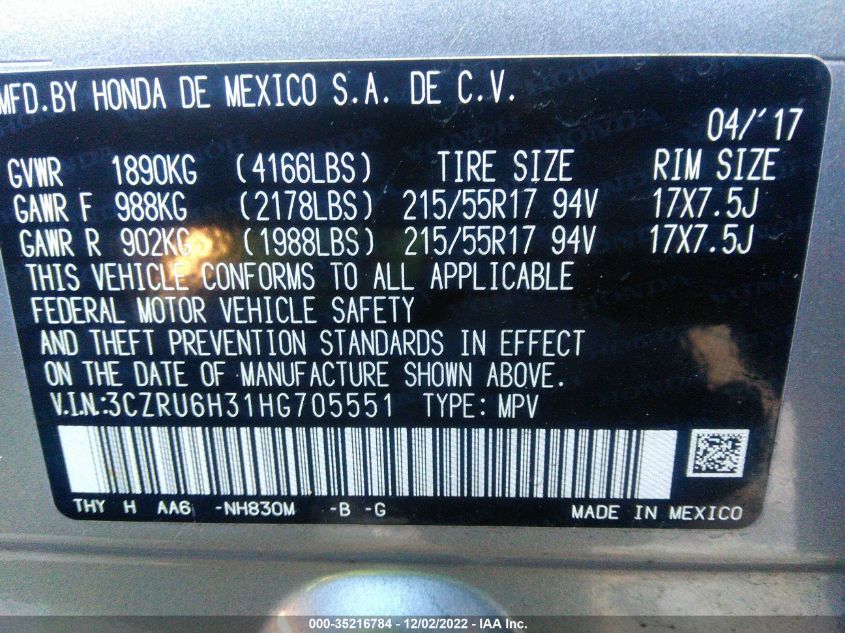 MFD.BY HONDA DE MEXICO S.A. DE C.V.
04/'17
GVWR 1890KG (4166LBS) TIRE SIZE RIM SIZE
GAWR F 988KG (2178LBS) 215/55R17 94V 17X7.5J
GAWR R 902KG (1988LBS) 215/55R17 94V 17X7.5J
THIS VEHICLE CONFORMS TO ALL APPLICABLE
FEDERAL MOTOR VEHICLE SAFETY
AND THEFT PREVENTION STANDARDS IN EFFECT
ON THE DATE OF MANUFACTURE SHOWN ABOVE.
V.I.N.:3CZRU6H31HG705551 TYPE: MPV
THY H AA6 -NH830M -B -G MADE IN MEXICO
000-35216784 - 12/02/2022 - IAA Inc.